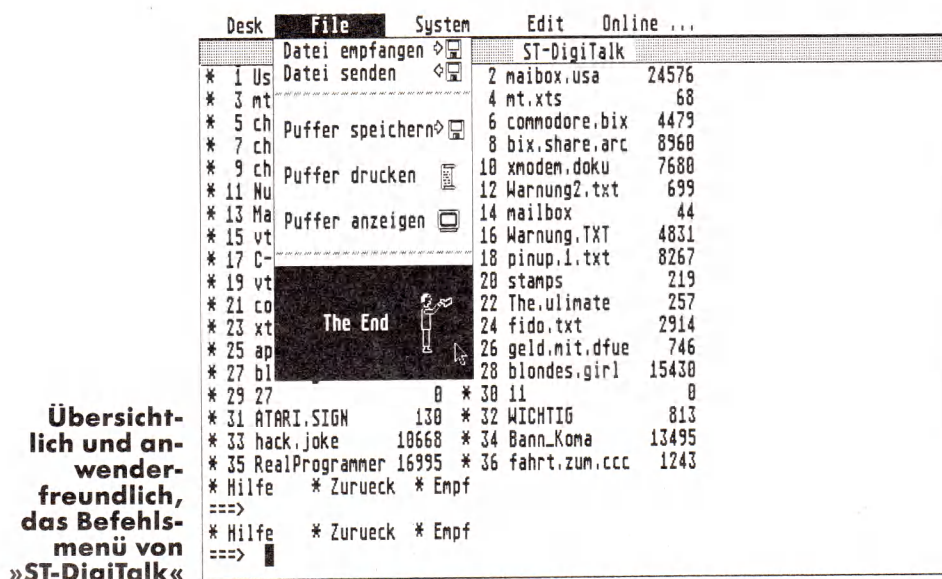 Desk File System Edit Online ...
ST-DigiTalk
Datei empfangen
Datei senden
Puffer speichern
Puffer drucken
Puffer anzeigen
The End
* 1 Us 2 maibox.usa 24576
* 3 mt 4 mt.xts 68
* 5 ch 6 commodore.bix 4479
* 7 ch 8 bix.share.arc 8960
* 9 ch 10 xmodem.doku 7680
* 11 Nu 12 Warnung2.txt 699
* 13 Ma 14 mailbox 44
* 15 vt 16 Warnung.TXT 4831
* 17 C- 18 pinup.1.txt 8267
* 19 vt 20 stamps 219
* 21 co 22 The.ulimate 257
* 23 xt 24 fido.txt 2914
* 25 ap 26 geld.mit.dfue 746
* 27 bl 28 blondes.girl 15430
* 29 27 0 * 30 11 0
* 31 ATARI.SIGN 130 * 32 WICHTIG 813
* 33 hack.joke 10668 * 34 Bann_Koma 13495
* 35 RealProgrammer 16995 * 36 fahrt.zum.ccc 1243
* Hilfe * Zurueck * Empf
===>
* Hilfe * Zurueck * Empf
===>
Übersicht-
lich und an-
wender-
freundlich,
das Befehls-
menü von
»ST-DigiTalk«